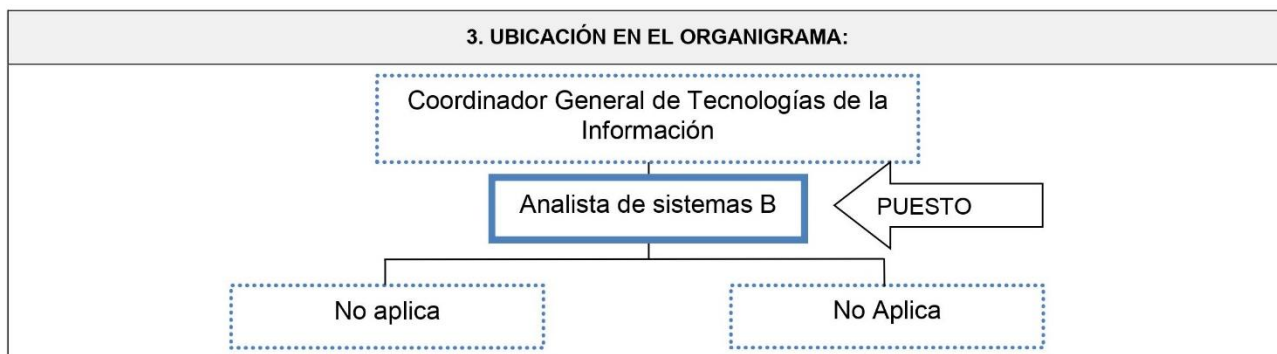 3. UBICACIÓN EN EL ORGANIGRAMA:
Coordinador General de Tecnologías de la
Información
Analista de sistemas B
PUESTO
No aplica
No Aplica